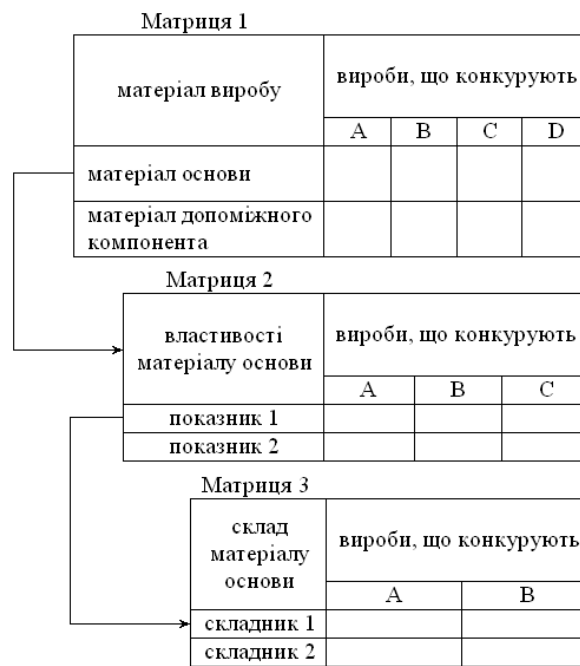 Матриця 1
матеріал виробу
вироби, що конкурують
A B C D
матеріал основи
матеріал допоміжного
компонента
Матриця 2
властивості
матеріалу основи
вироби, що конкурують
A B C
показник 1
показник 2
Матриця 3
склад
матеріалу
основи
вироби, що конкурують
A B
складник 1
складник 2